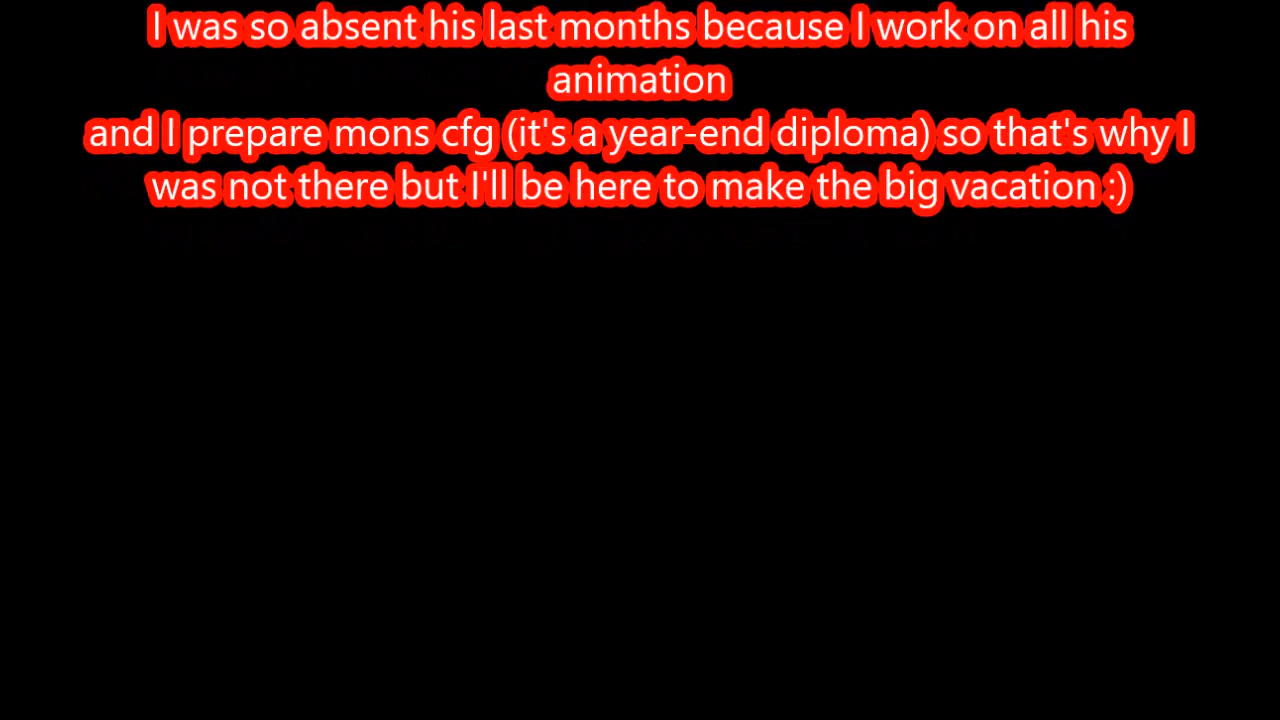 I was so absent his last months because I work on all his
animation
and I prepare mons cfg (it's a year-end diploma) so that's why I
was not there but I'll be here to make the big vacation :)